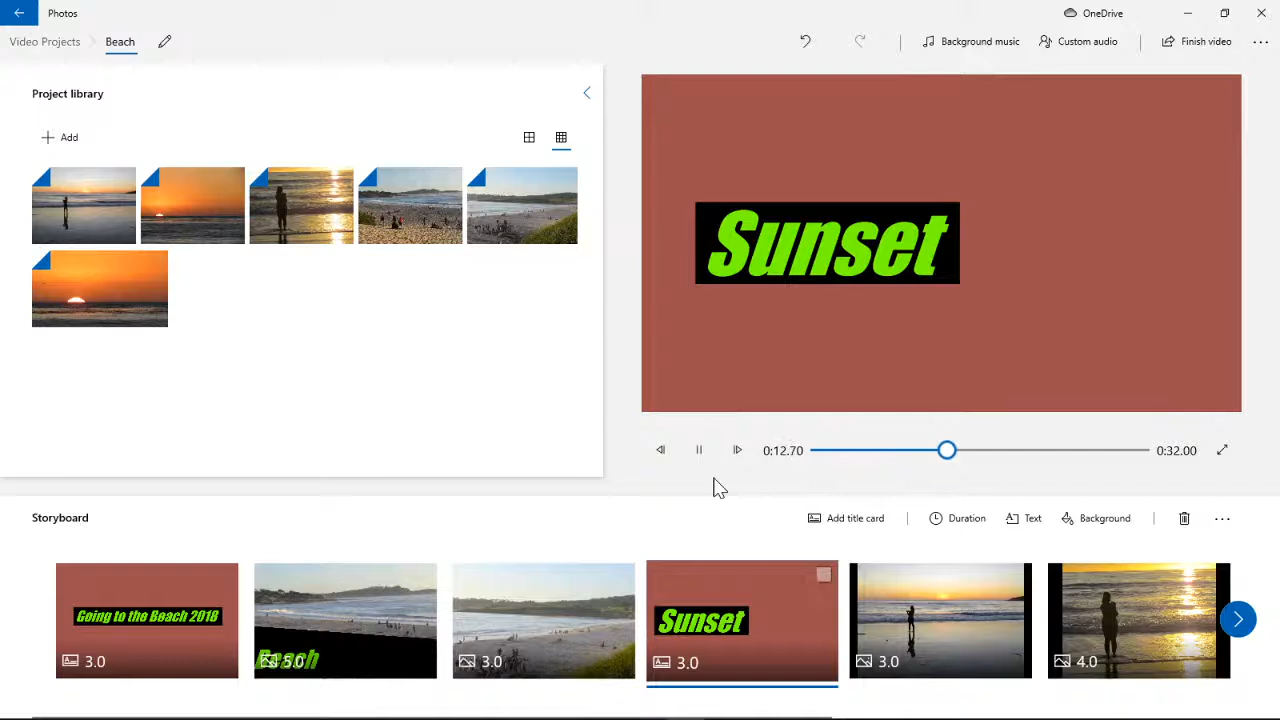 Photos
OneDrive
Video Projects
Beach
Background music
Custom audio
Finish video
Project library
Add
Sunset
0:12.70
0:32.00
Storyboard
Add title card
Duration
Text
Background
Going to the Beach 2018
3.0
Beach
5.0
3.0
Sunset
3.0
3.0
4.0